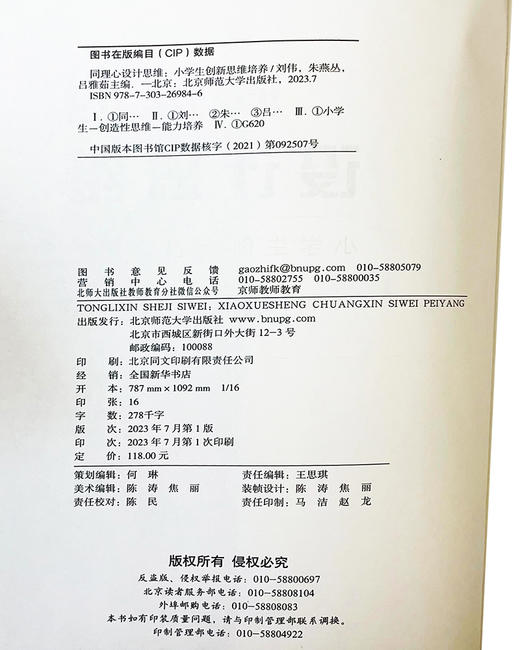 图书在版编目（CIP）数据
同理心设计思维：小学生创新思维培养/刘伟，朱燕丛，
吕雅茹主编．—北京：北京师范大学出版社，2023.7
ISBN 978-7-303-26984-6
Ⅰ．①同… Ⅱ．①刘… ②朱… ③吕… Ⅲ．①小学
生—创造性思维—能力培养 Ⅳ．①G620
中国版本图书馆CIP数据核字（2021）第092507号
图书意见反馈 gaozhifk@bnupg.com 010-58805079
营销中心电话 010-58802755 010-58800035
北师大出版社教师教育分社微信公众号 京师教师教育
TONGLIXIN SHEJI SIWEI: XIAOXUESHENG CHUANGXIN SIWEI PEIYANG
出版发行：北京师范大学出版社 www.bnupg.com
北京市西城区新街口外大街 12-3 号
邮政编码：100088
印 刷：北京同文印刷有限责任公司
经 销：全国新华书店
开 本：787 mm×1092 mm 1/16
印 张：16
字 数：278千字
版 次：2023 年 7 月第 1 版
印 次：2023 年 7 月第 1 次印刷
定 价：118.00 元
策划编辑：何 琳 责任编辑：王思琪
美术编辑：陈 涛 焦 丽 装帧设计：陈 涛 焦 丽
责任校对：陈 民 责任印制：马 洁 赵 龙
版权所有 侵权必究
反盗版、侵权举报电话：010-58800697
北京读者服务部电话：010-58808104
外埠邮购电话：010-58808083
本书如有印装质量问题，请与印制管理部联系调换。
印制管理部电话：010-58804922